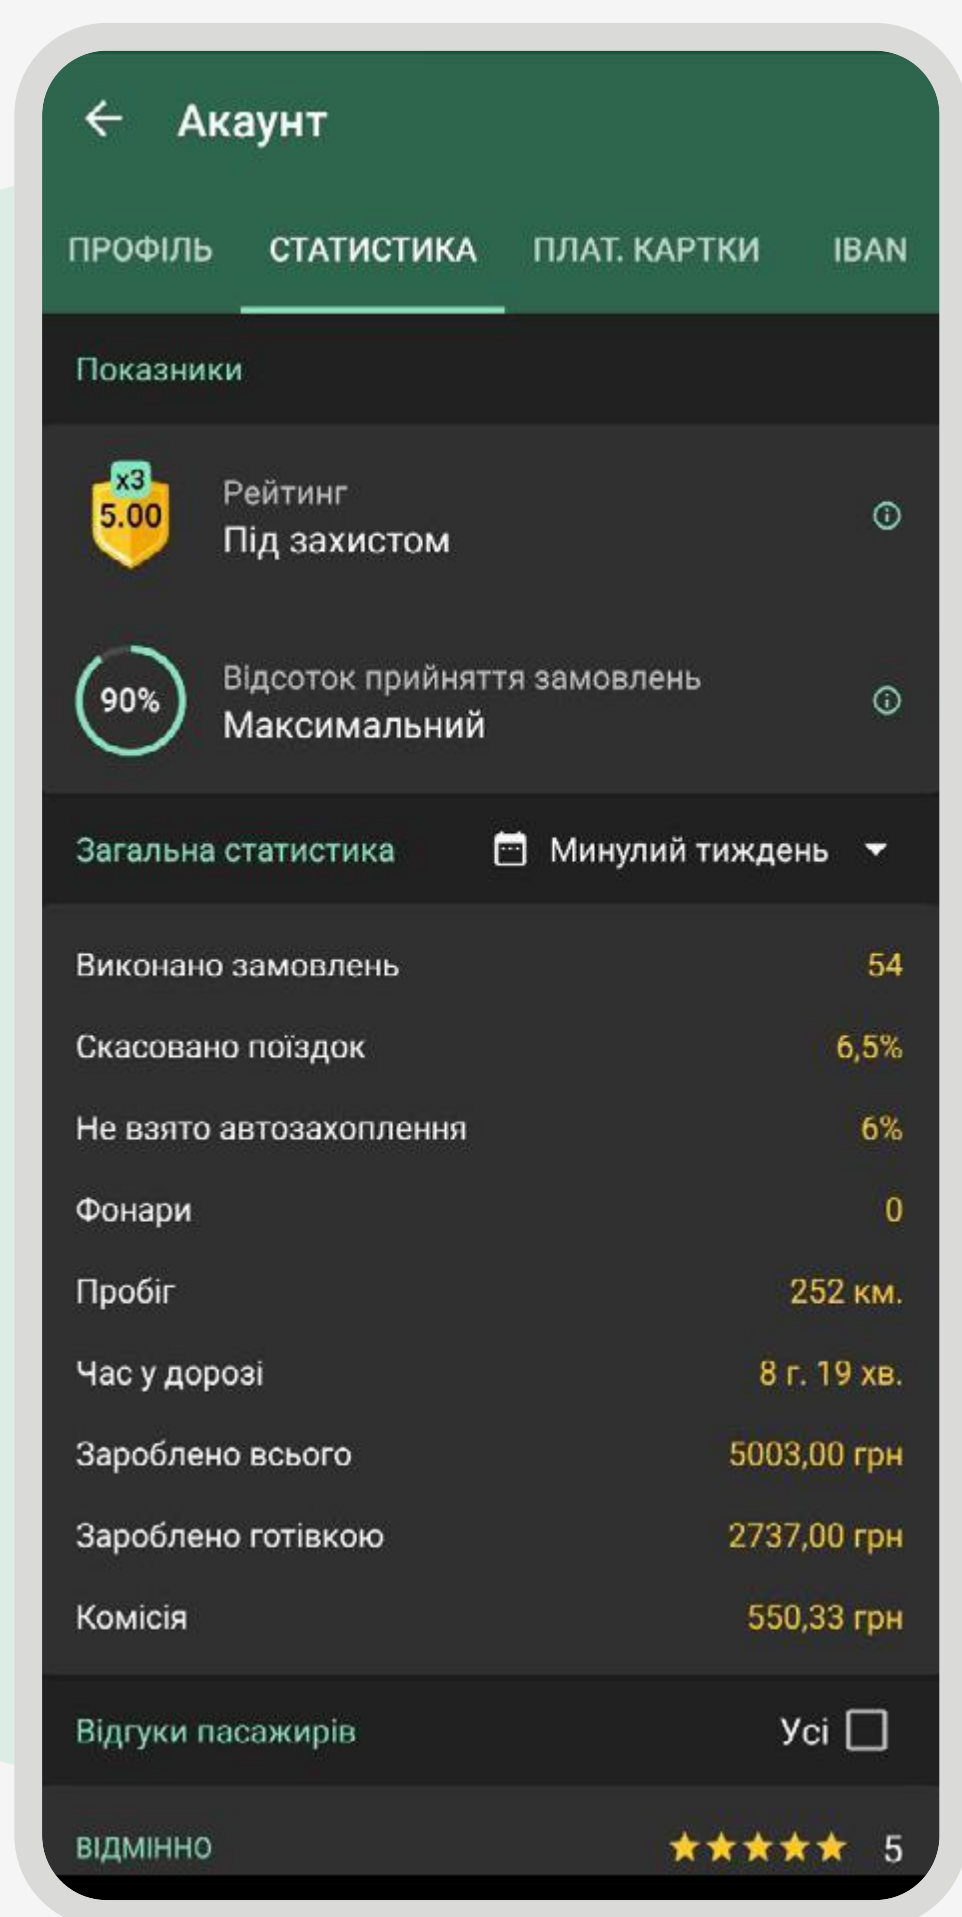 Акаунт
ПРОФІЛЬ СТАТИСТИКА ПЛАТ. КАРТКИ IBAN
Показники
x3
5.00
Рейтинг
Під захистом
90%
Відсоток прийняття замовлень
Максимальний
Загальна статистика Минулий тиждень
Виконано замовлень 54
Скасовано поїздок 6,5%
Не взято автозахоплення 6%
Фонари 0
Пробіг 252 км.
Час у дорозі 8 г. 19 хв.
Зароблено всього 5003,00 грн
Зароблено готівкою 2737,00 грн
Комісія 550,33 грн
Відгуки пасажирів Усі
ВІДМІННО 5